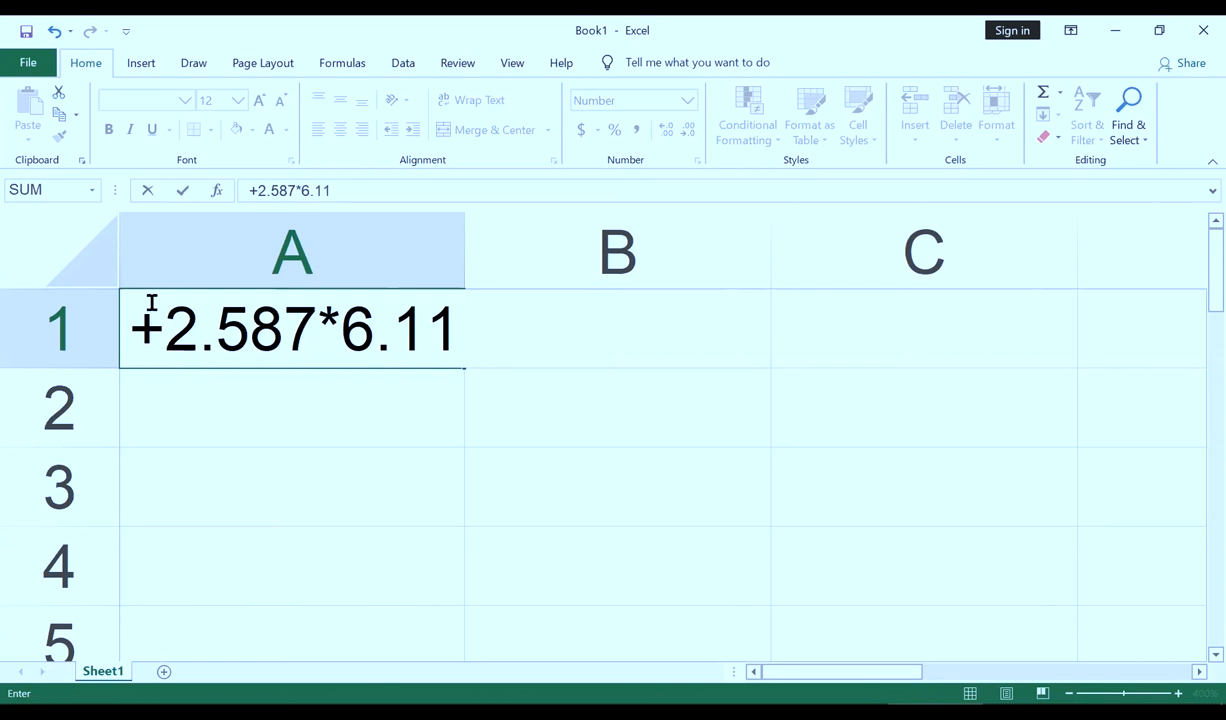 Book1 - Excel
Sign in
File Home Insert Draw Page Layout Formulas Data Review View Help Tell me what you want to do Share
Paste
12
B I U A
Wrap Text
Merge & Center
Number
$ % ,
Conditional Formatting
Format as Table
Cell Styles
Insert Delete Format
Sort & Filter
Find & Select
Clipboard Font Alignment Number Styles Cells Editing
SUM fx +2.587*6.11
A B C
1 +2.587*6.11
2
3
4
5
Sheet1
Enter 400%